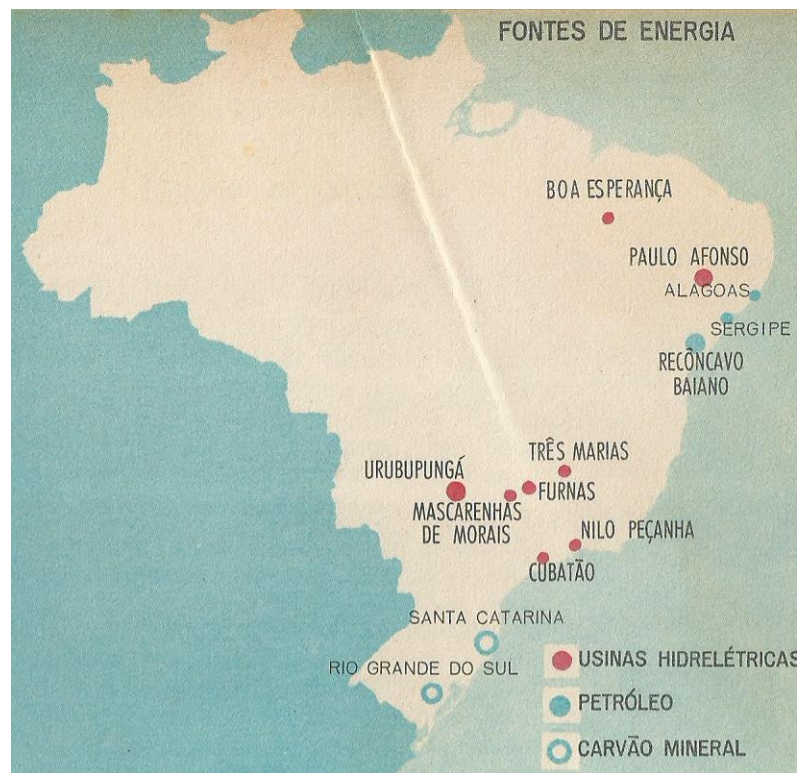 FONTES DE ENERGIA
BOA ESPERANÇA
PAULO AFONSO
ALAGOAS
SERGIPE
RECÔNCAVO
BAIANO
TRÊS MARIAS
URUBUPUNGÁ
FURNAS
MASCARENHAS
DE MORAIS
NILO PEÇANHA
CUBATÃO
SANTA CATARINA
RIO GRANDE DO SUL
USINAS HIDRELÉTRICAS
PETRÓLEO
CARVÃO MINERAL